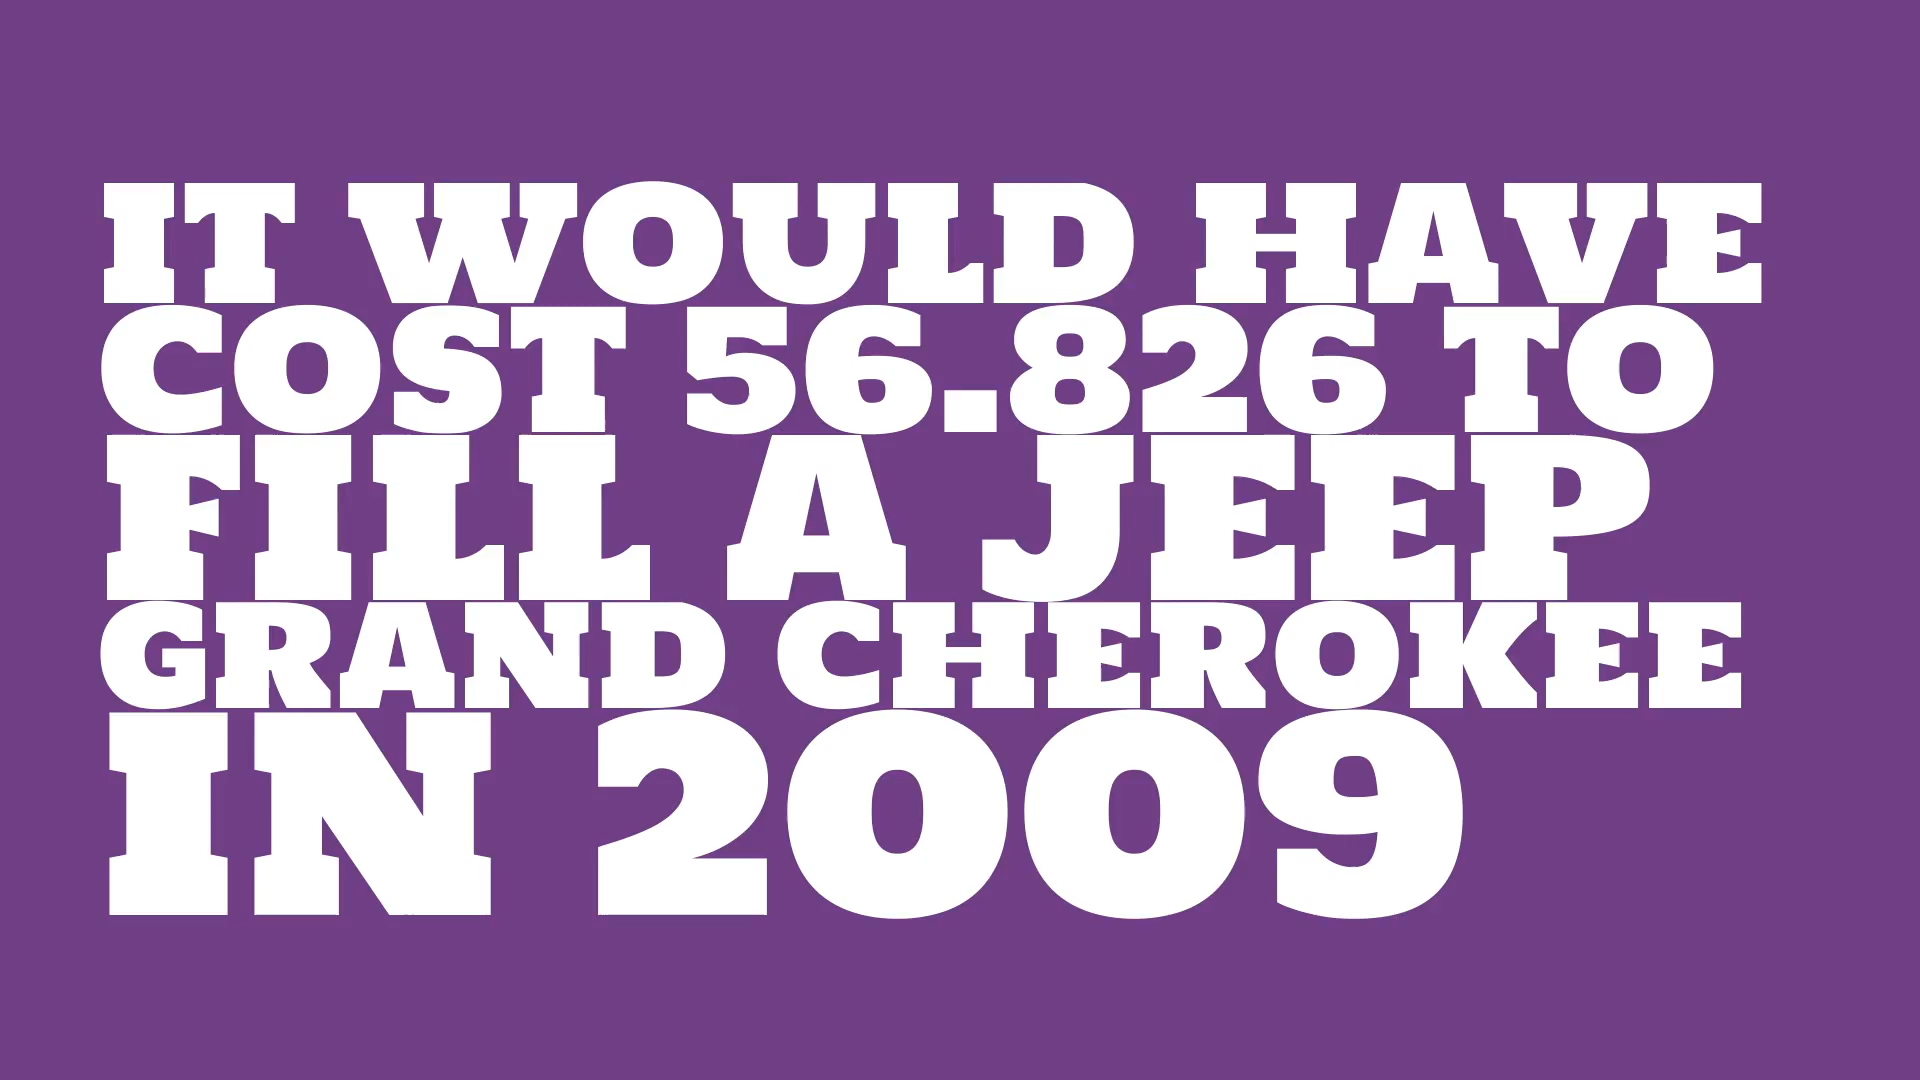 IT WOULD HAVE
COST 56.826 TO
FILL A JEEP
GRAND CHEROKEE
IN 2009